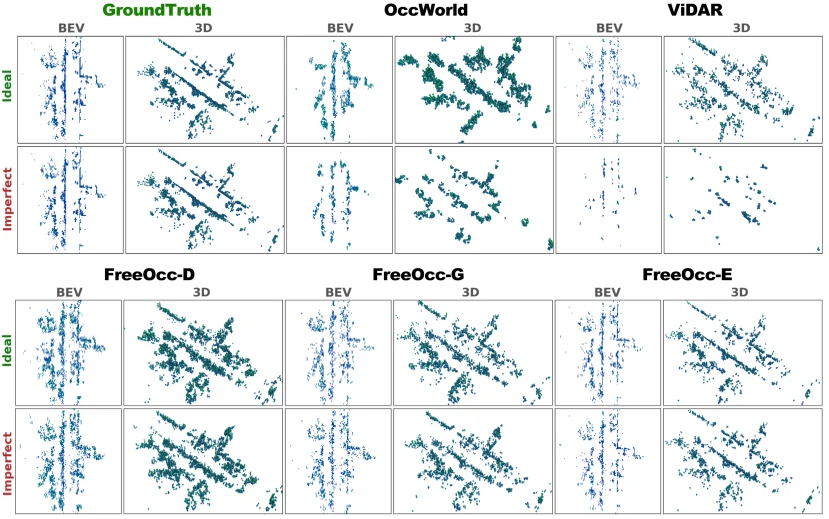 GroundTruth OccWorld ViDAR
BEV 3D BEV 3D BEV 3D
Ideal
Imperfect
FreeOcc-D FreeOcc-G FreeOcc-E
BEV 3D BEV 3D BEV 3D
Ideal
Imperfect